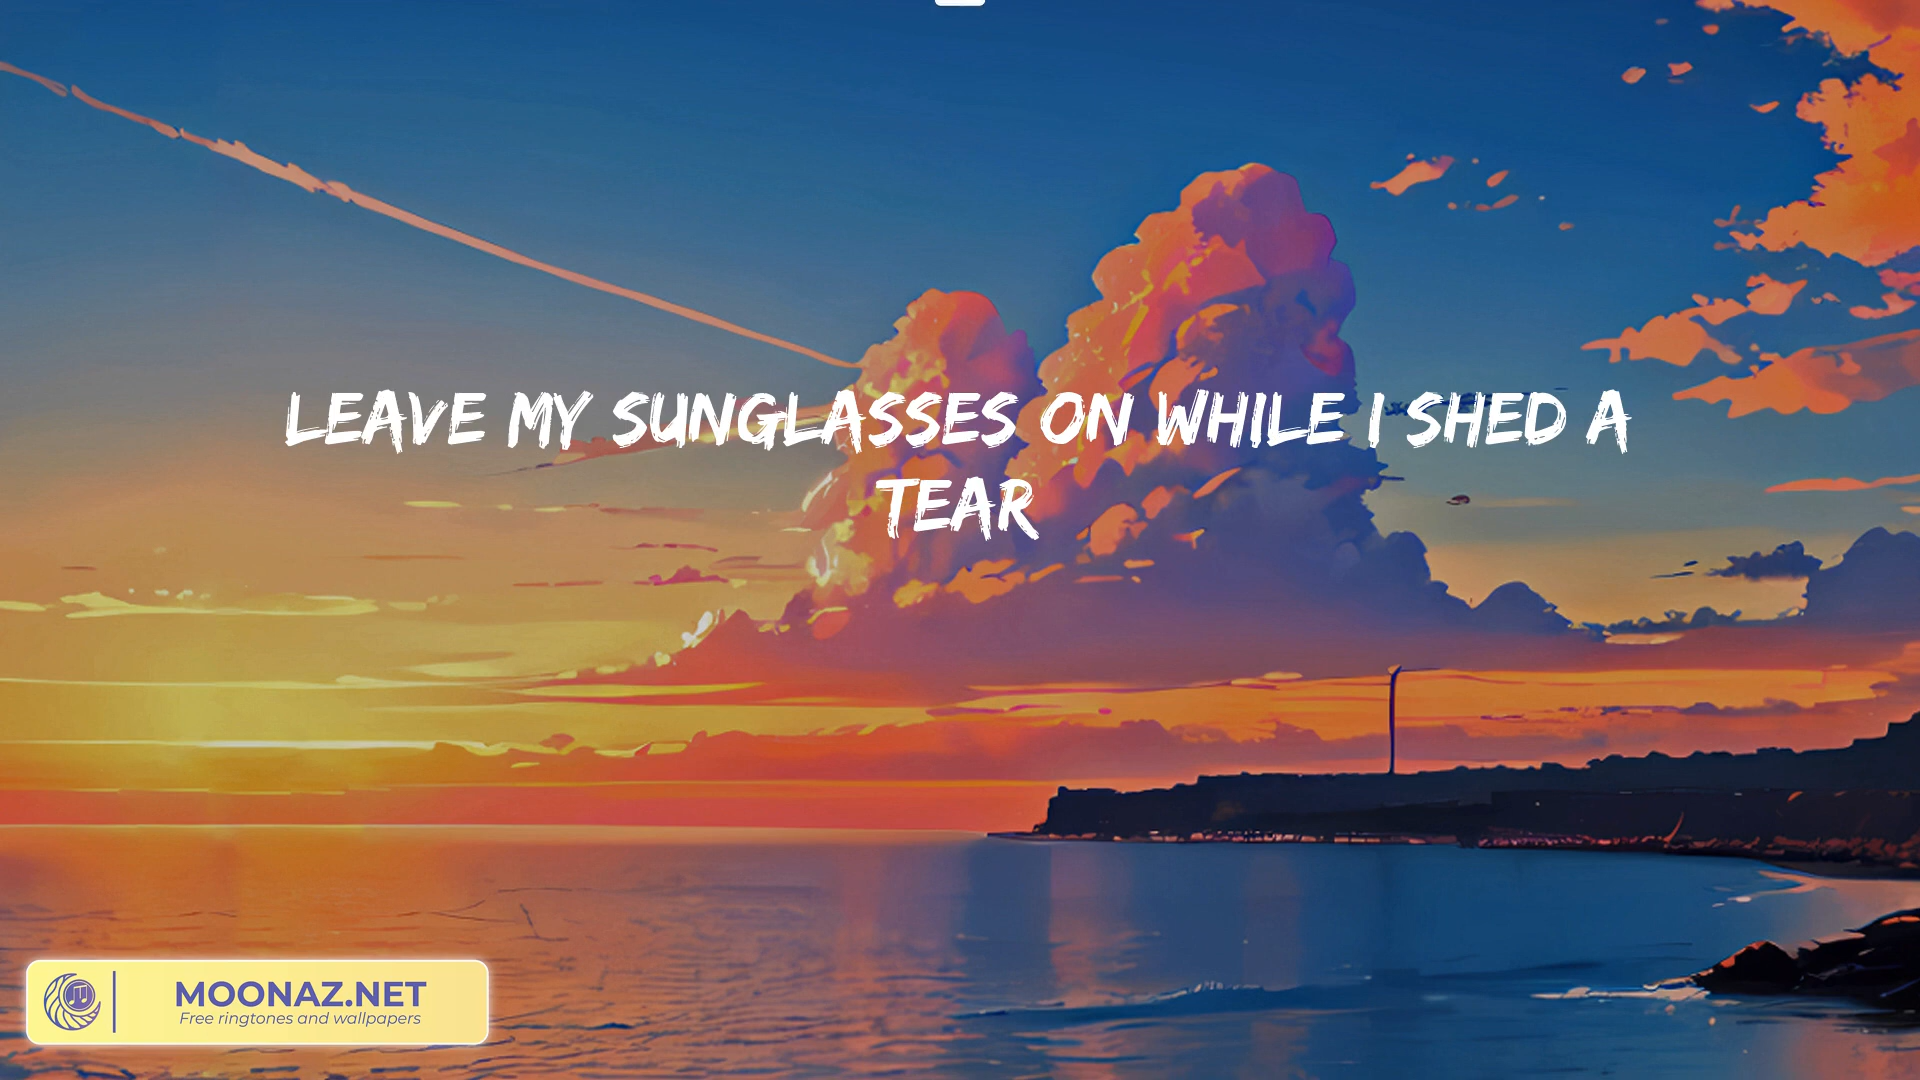 LEAVE MY SUNGLASSES ON WHILE I SHED A
TEAR
MOONAZ.NET
Free ringtones and wallpapers